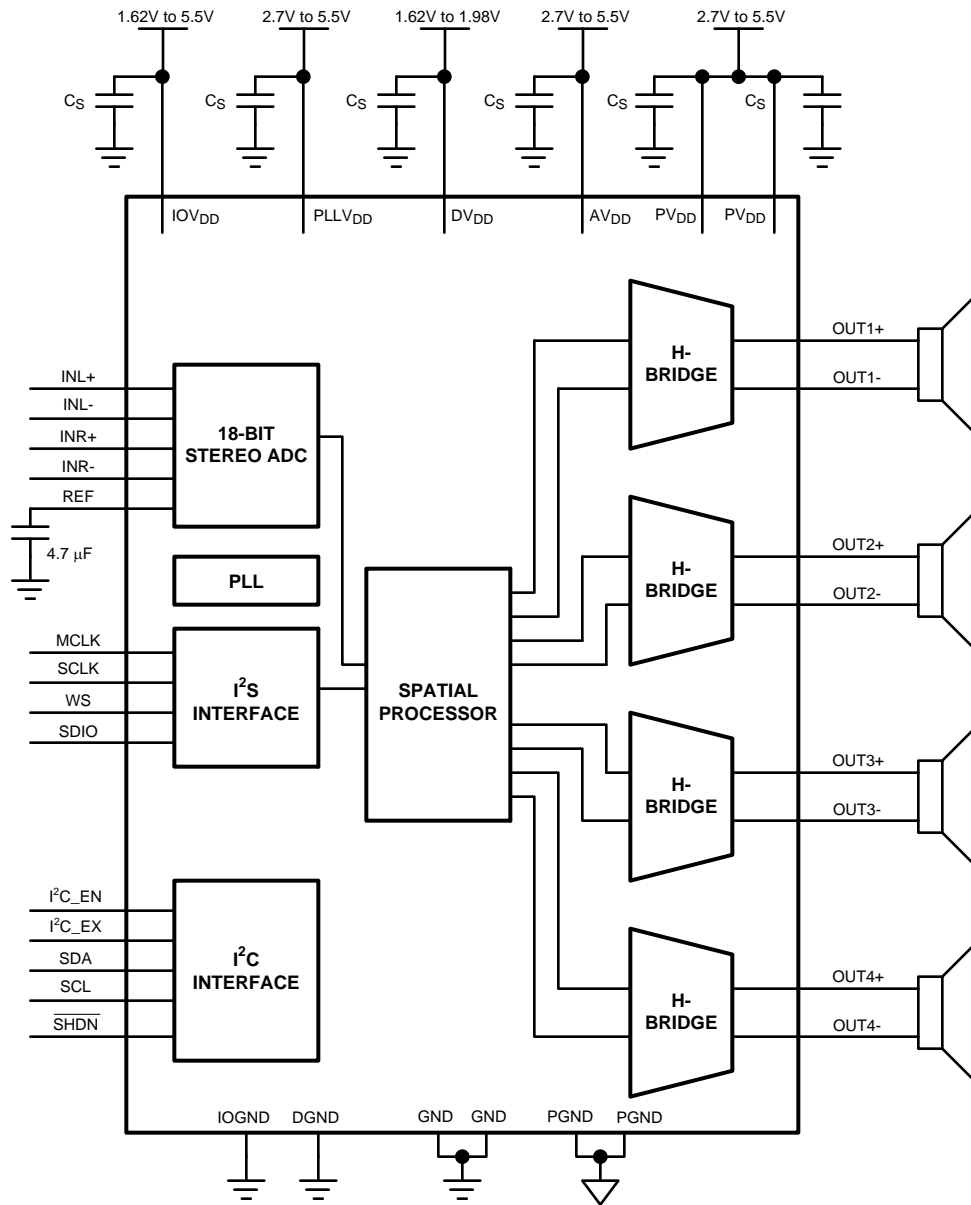 1.62V to 5.5V
2.7V to 5.5V
1.62V to 1.98V
2.7V to 5.5V
2.7V to 5.5V
CS
CS
CS
CS
CS
CS
IOVDD
PLLVDD
DVDD
AVDD
PVDD
PVDD
INL+
INL-
INR+
INR-
REF
4.7 μF
18-BIT
STEREO ADC
PLL
MCLK
SCLK
WS
SDIO
I²S
INTERFACE
SPATIAL
PROCESSOR
I²C_EN
I²C_EX
SDA
SCL
SHDN
I²C
INTERFACE
H-
BRIDGE
OUT1+
OUT1-
H-
BRIDGE
OUT2+
OUT2-
H-
BRIDGE
OUT3+
OUT3-
H-
BRIDGE
OUT4+
OUT4-
IOGND
DGND
GND
GND
PGND
PGND